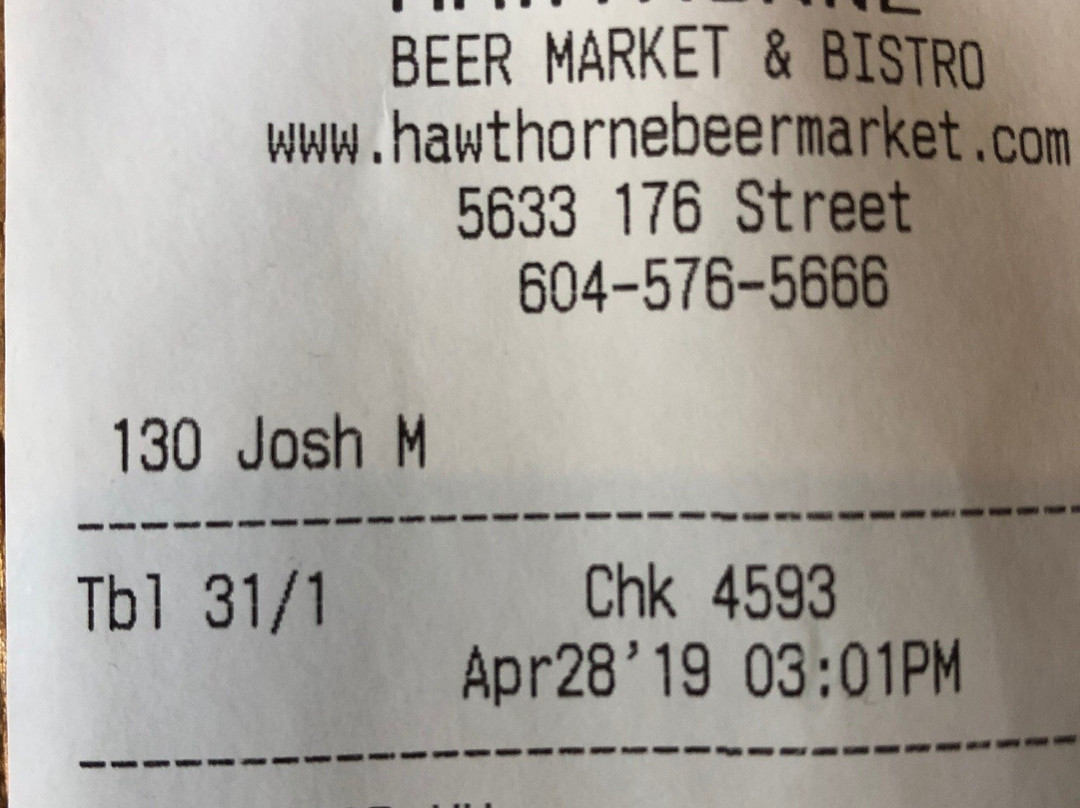 BEER MARKET & BISTRO
www.hawthornebeermarket.com
5633 176 Street
604-576-5666
130 Josh M
Tbl 31/1 Chk 4593
Apr28'19 03:01PM